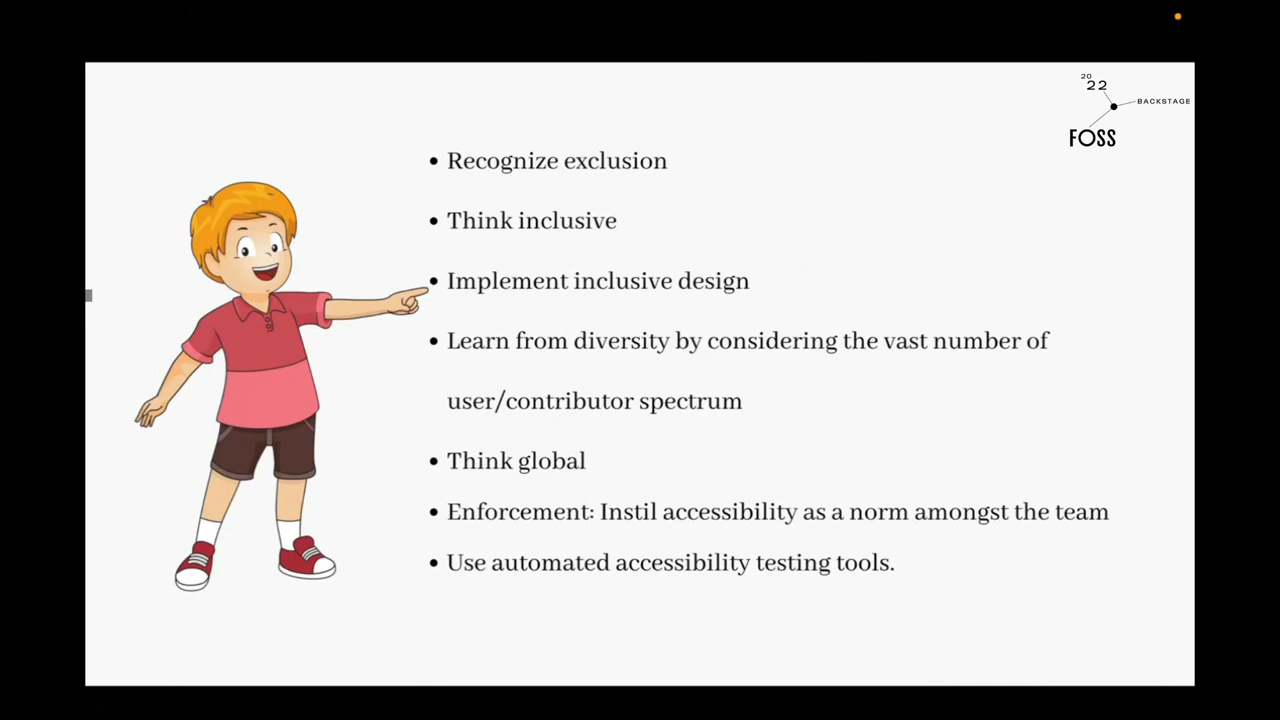 20
22
BACKSTAGE
FOSS
• Recognize exclusion
• Think inclusive
• Implement inclusive design
• Learn from diversity by considering the vast number of
user/contributor spectrum
• Think global
• Enforcement: Instil accessibility as a norm amongst the team
• Use automated accessibility testing tools.